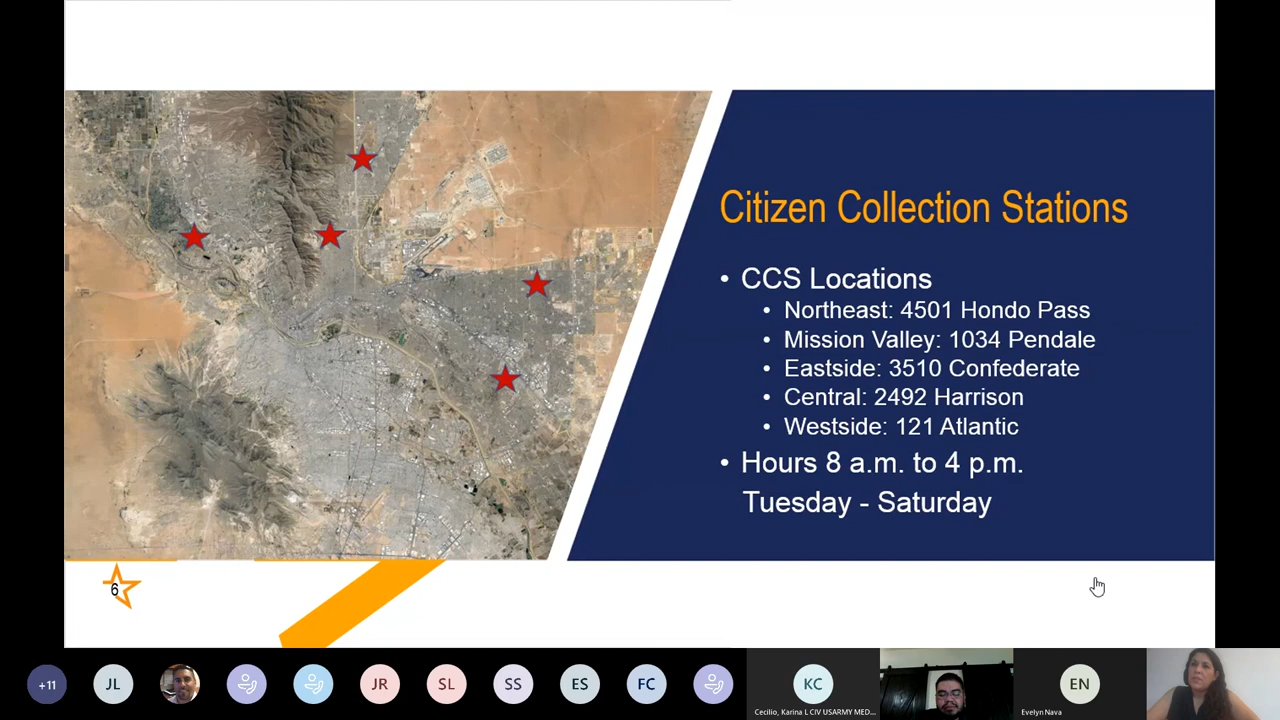 Citizen Collection Stations
• CCS Locations
• Northeast: 4501 Hondo Pass
• Mission Valley: 1034 Pendale
• Eastside: 3510 Confederate
• Central: 2492 Harrison
• Westside: 121 Atlantic
• Hours 8 a.m. to 4 p.m.
Tuesday - Saturday
6
+11
JL
JR
SL
SS
ES
FC
KC
EN
Cecilio, Karina L CIV USARMY MED...
Evelyn Nava